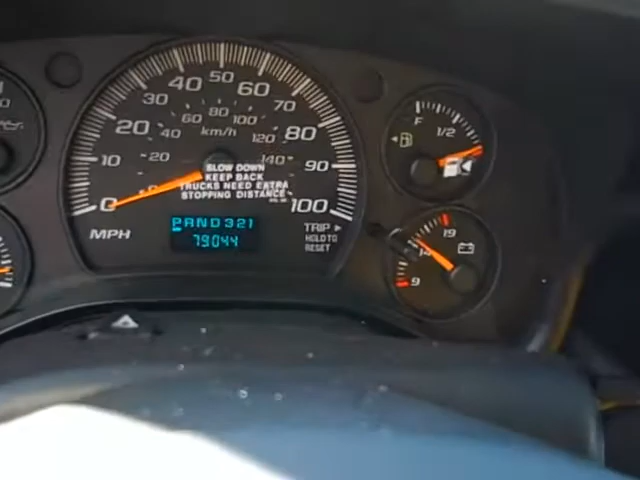 0
10
20
30
40
50
60
70
80
90
100
20
40
60
80
100
120
140
km/h
SLOW DOWN
KEEP BACK
TRUCKS NEED EXTRA
STOPPING DISTANCE
MPH
PRND321
79044
TRIP
HOLD TO
RESET
F
1/2
19
14
9